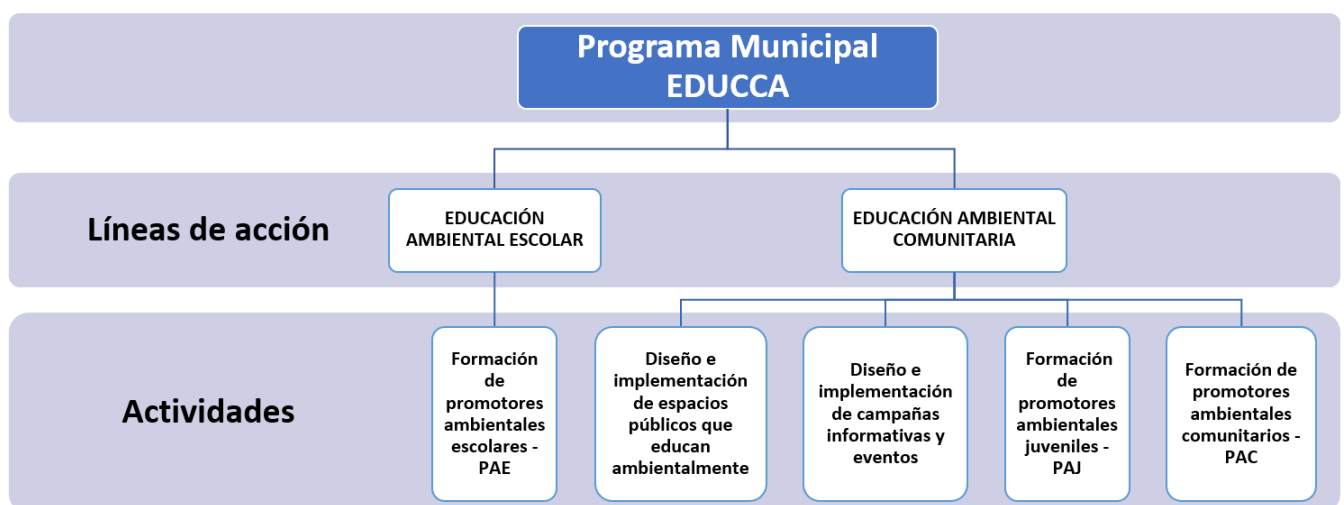 Programa Municipal
EDUCCA
Líneas de acción
EDUCACIÓN
AMBIENTAL ESCOLAR
EDUCACIÓN AMBIENTAL
COMUNITARIA
Actividades
Formación
de
promotores
ambientales
escolares -
PAE
Diseño e
implementación
de espacios
públicos que
educan
ambientalmente
Diseño e
implementación
de campañas
informativas y
eventos
Formación
de
promotores
ambientales
juveniles -
PAJ
Formación de
promotores
ambientales
comunitarios -
PAC